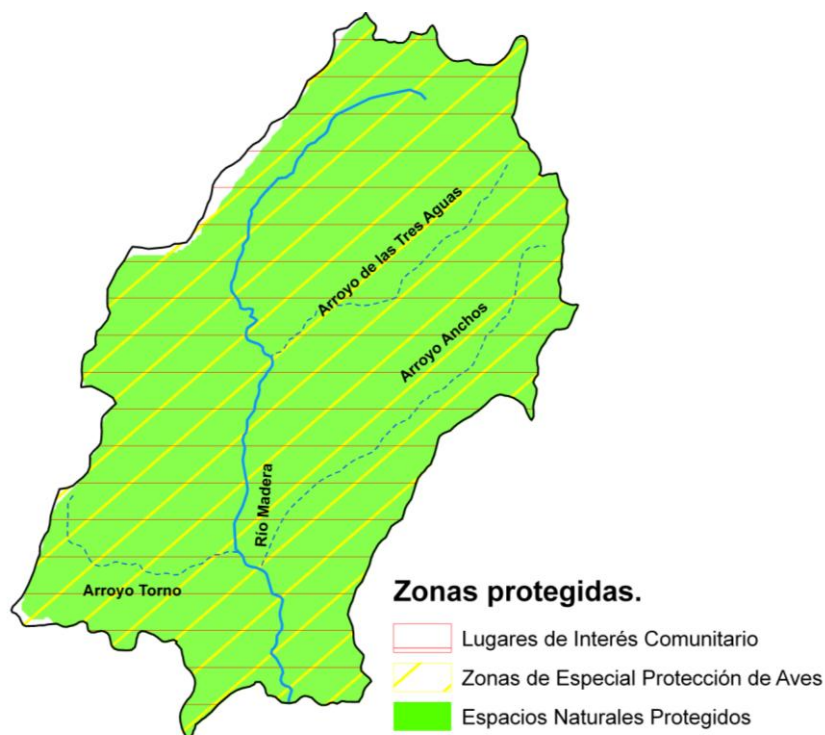 Arroyo de las Tres Aguas
Arroyo Anchos
Río Madera
Arroyo Torno
Zonas protegidas.
Lugares de Interés Comunitario
Zonas de Especial Protección de Aves
Espacios Naturales Protegidos